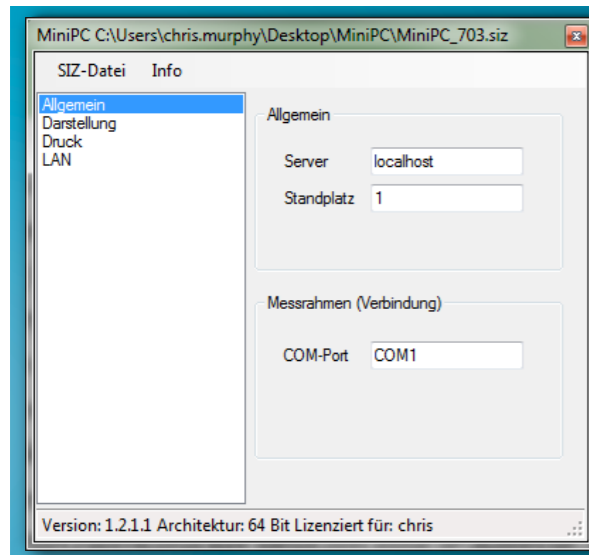 MiniPC C:\Users\chris.murphy\Desktop\MiniPC\MiniPC_703.siz
SIZ-Datei Info
Allgemein
Darstellung
Druck
LAN
Allgemein
Server localhost
Standplatz 1
Messrahmen (Verbindung)
COM-Port COM1
Version: 1.2.1.1 Architektur: 64 Bit Lizenziert für: chris